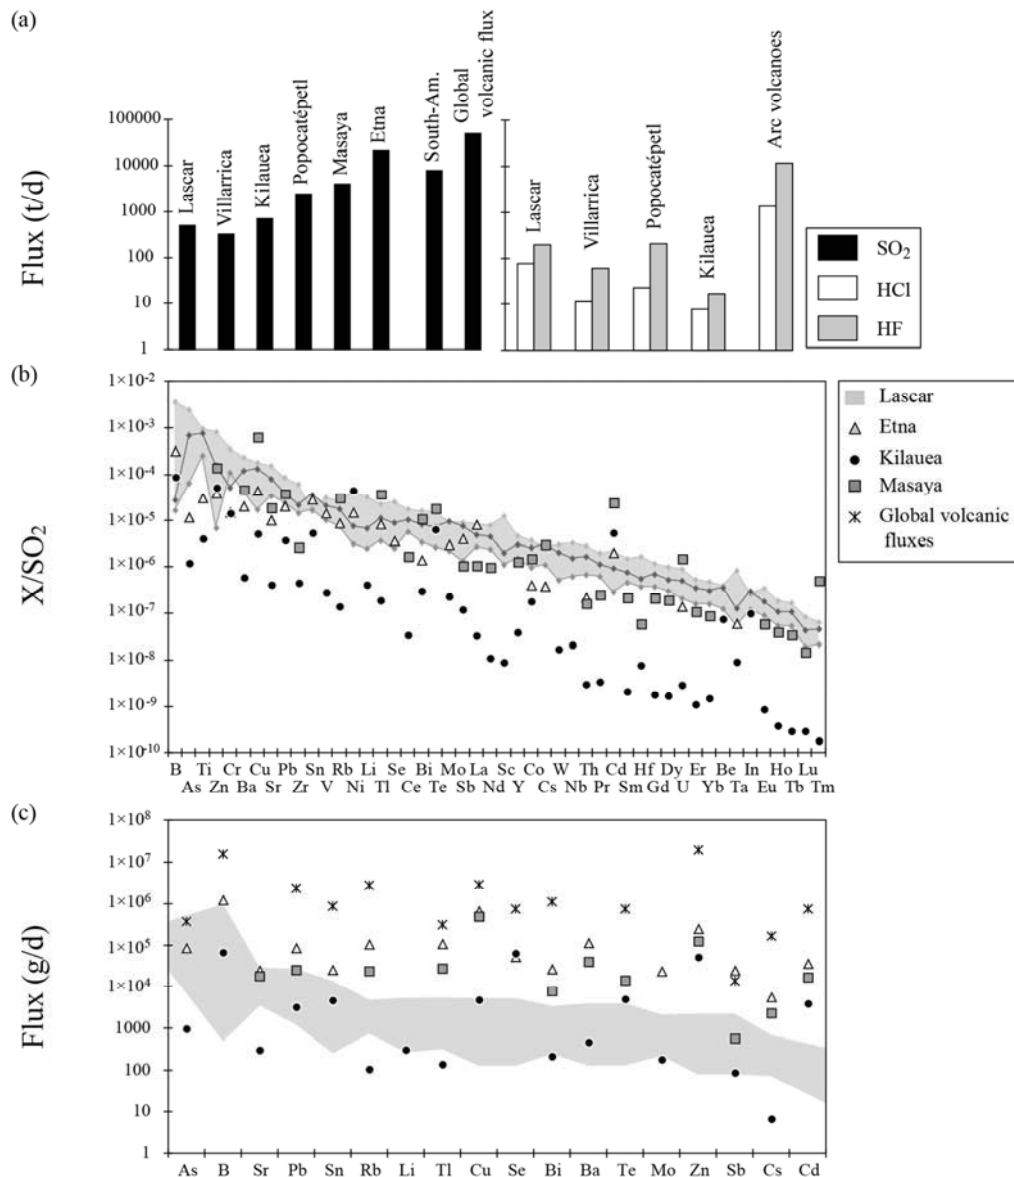 (a)
Flux (t/d)
100000
10000
1000
100
10
1
Lascar
Villarrica
Kilauea
Popocatépetl
Masaya
Etna
South-Am.
Global
volcanic flux
Lascar
Villarrica
Popocatépetl
Kilauea
Arc volcanoes
SO₂
HCl
HF
(b)
X/SO₂
1×10⁻²
1×10⁻³
1×10⁻⁴
1×10⁻⁵
1×10⁻⁶
1×10⁻⁷
1×10⁻⁸
1×10⁻⁹
1×10⁻¹⁰
Lascar
Etna
Kilauea
Masaya
Global volcanic
fluxes
B Ti Cr Cu Pb Sn Rb Li Se Bi Mo La Sc Co W Th Cd Hf Dy Er Be In Ho Lu
As Zn Ba Sr Zr V Ni Tl Ce Te Sb Nd Y Cs Nb Pr Sm Gd U Yb Ta Eu Tb Tm
(c)
Flux (g/d)
1×10⁸
1×10⁷
1×10⁶
1×10⁵
1×10⁴
1000
100
10
1
As B Sr Pb Sn Rb Li Tl Cu Se Bi Ba Te Mo Zn Sb Cs Cd